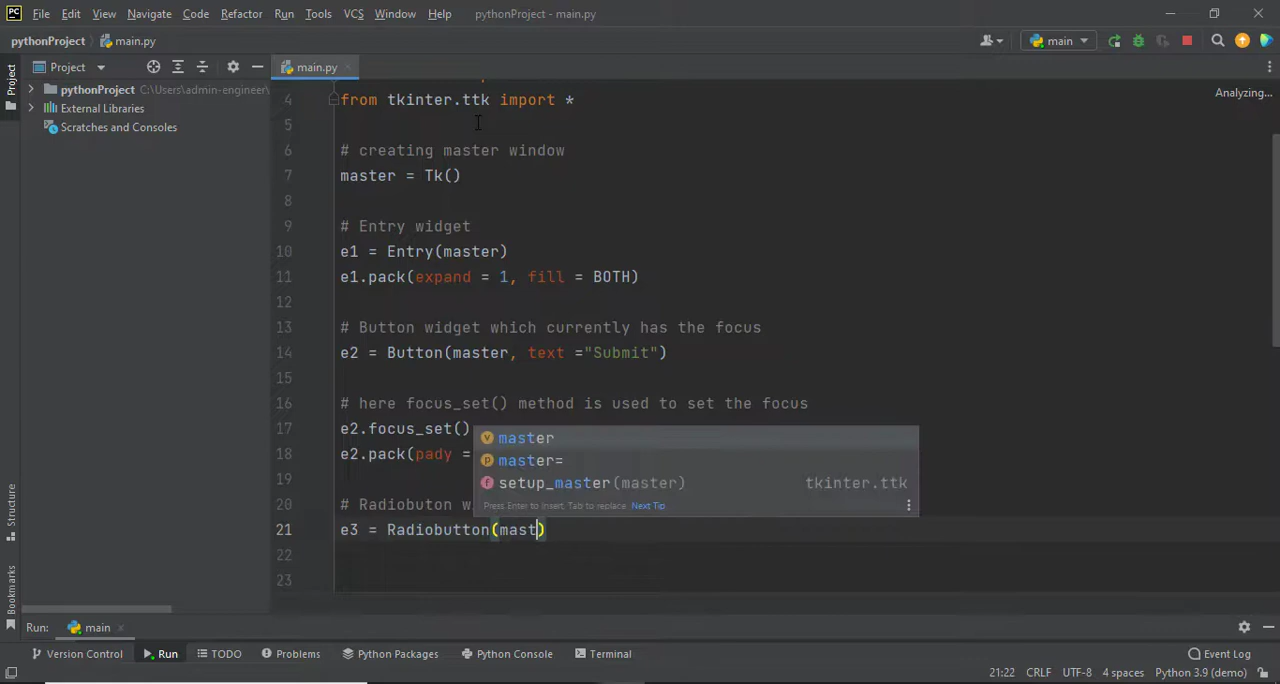 PC File Edit View Navigate Code Refactor Run Tools VCS Window Help pythonProject - main.py
pythonProject main.py main
Project main.py
Project
pythonProject C:\Users\admin-engineer\
External Libraries
Scratches and Consoles
Analyzing...
4 from tkinter.ttk import *
5
6 # creating master window
7 master = Tk()
8
9 # Entry widget
10 e1 = Entry(master)
11 e1.pack(expand = 1, fill = BOTH)
12
13 # Button widget which currently has the focus
14 e2 = Button(master, text ="Submit")
15
16 # here focus_set() method is used to set the focus
17 e2.focus_set()
18 e2.pack(pady =
19
20 # Radiobuton w
21 e3 = Radiobutton(mast)
22
23
v master
p master=
f setup_master(master) tkinter.ttk
Press Enter to insert, Tab to replace Next Tip
Structure
Bookmarks
Run: main
Version Control Run TODO Problems Python Packages Python Console Terminal Event Log
21:22 CRLF UTF-8 4 spaces Python 3.9 (demo)